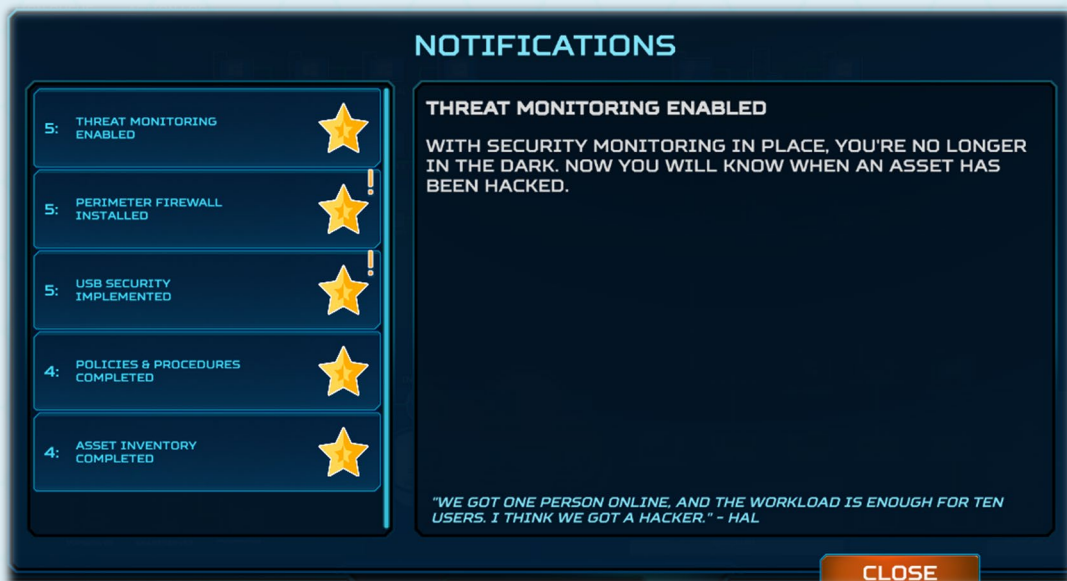 NOTIFICATIONS
5: THREAT MONITORING
ENABLED
5: PERIMETER FIREWALL
INSTALLED
!
5: USB SECURITY
IMPLEMENTED
!
4: POLICIES & PROCEDURES
COMPLETED
4: ASSET INVENTORY
COMPLETED
THREAT MONITORING ENABLED
WITH SECURITY MONITORING IN PLACE, YOU'RE NO LONGER
IN THE DARK. NOW YOU WILL KNOW WHEN AN ASSET HAS
BEEN HACKED.
"WE GOT ONE PERSON ONLINE, AND THE WORKLOAD IS ENOUGH FOR TEN
USERS. I THINK WE GOT A HACKER." - HAL
CLOSE